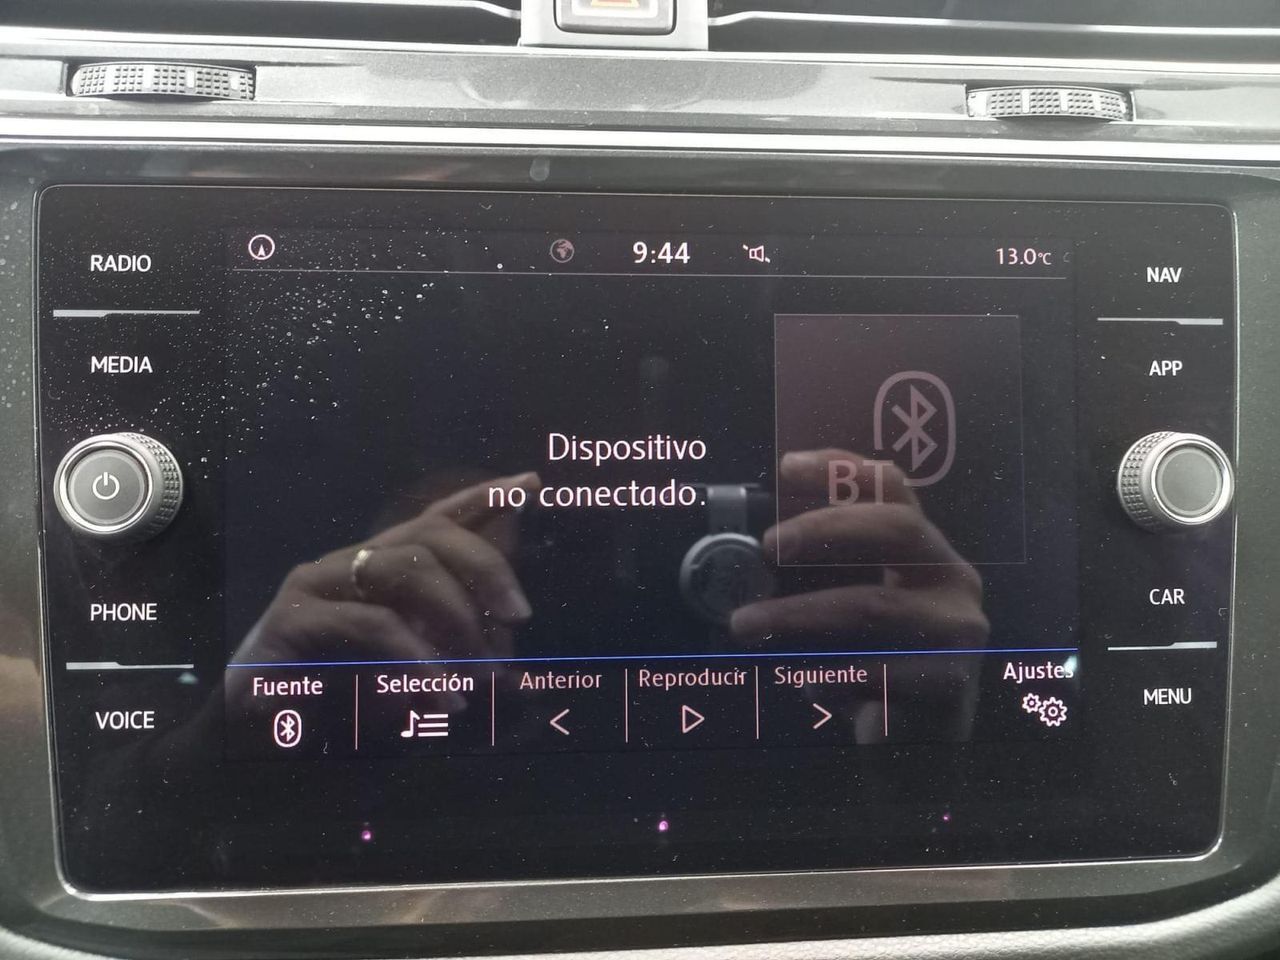 9:44
13.0°C
RADIO
MEDIA
PHONE
VOICE
Dispositivo
no conectado.
BT
Fuente
Selección
Anterior
Reproducir
Siguiente
Ajustes
NAV
APP
CAR
MENU